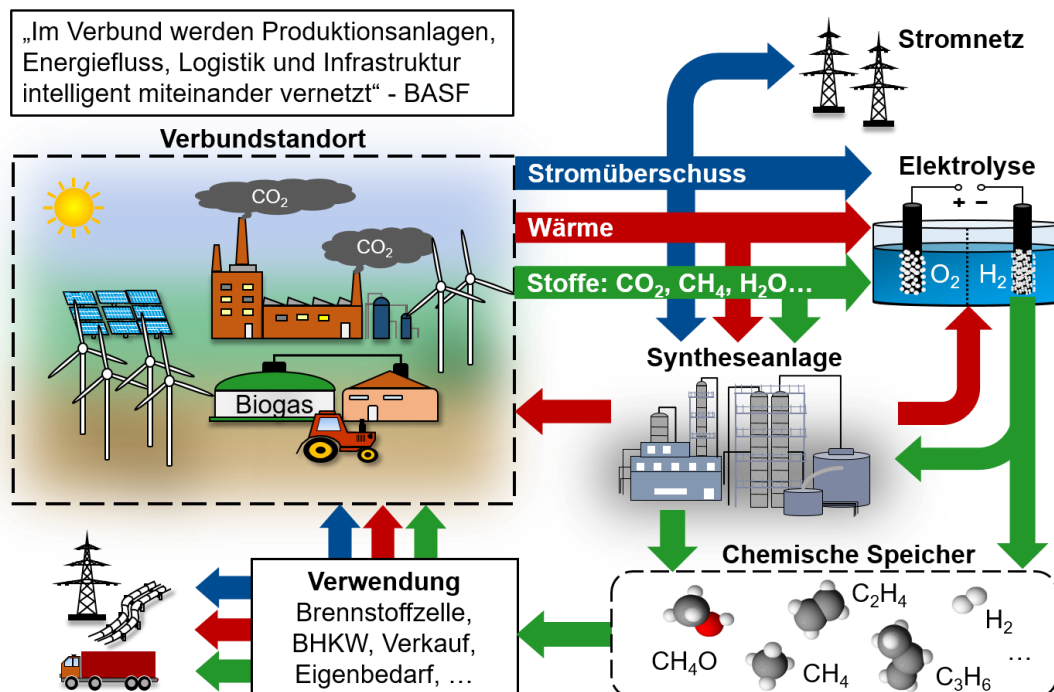 „Im Verbund werden Produktionsanlagen,
Energiefluss, Logistik und Infrastruktur
intelligent miteinander vernetzt“ - BASF
Stromnetz
Verbundstandort
CO₂
CO₂
Biogas
Stromüberschuss
Wärme
Stoffe: CO₂, CH₄, H₂O…
Elektrolyse
+ −
O₂
H₂
Syntheseanlage
Chemische Speicher
CH₄O
C₂H₄
CH₄
H₂
C₃H₆
…
Verwendung
Brennstoffzelle,
BHKW, Verkauf,
Eigenbedarf, …